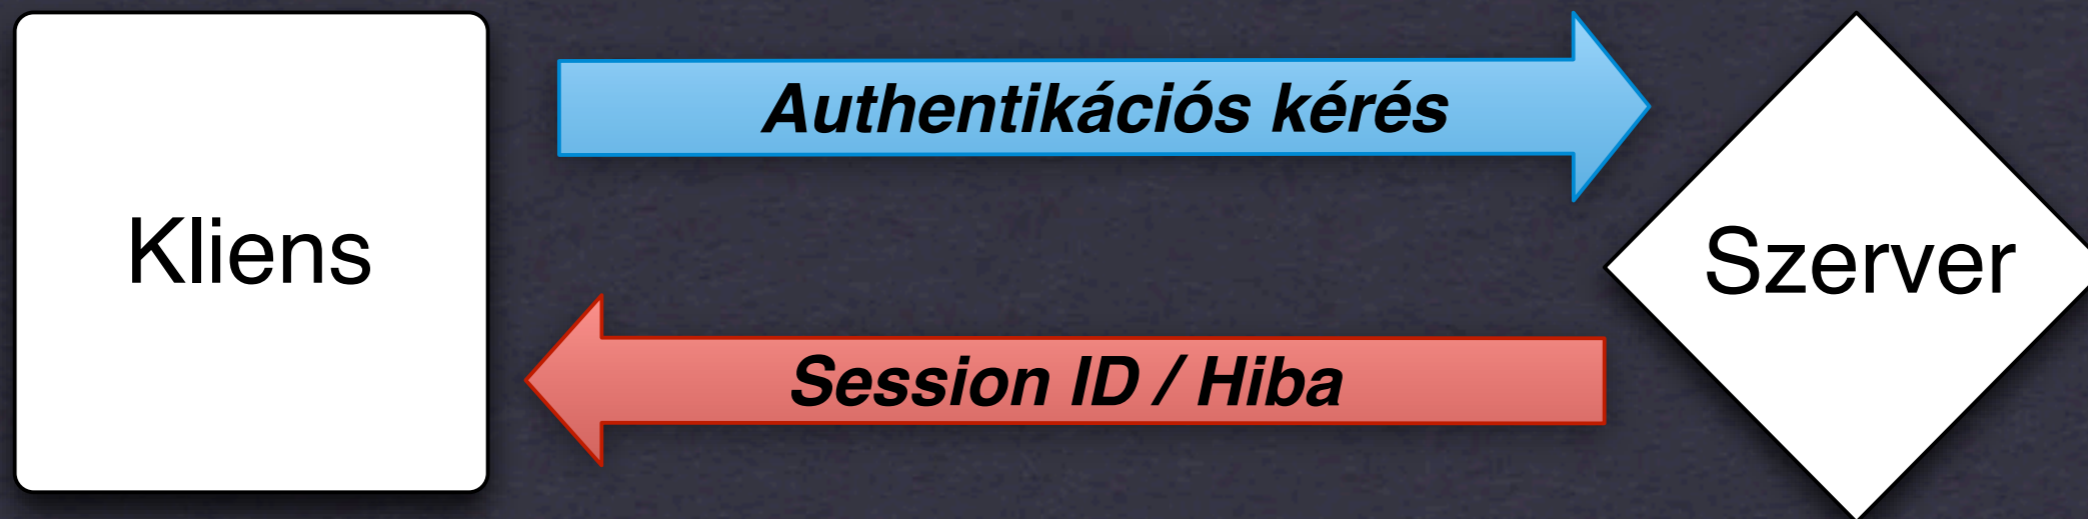 Authentikációs kérés
Kliens
Szerver
Session ID / Hiba